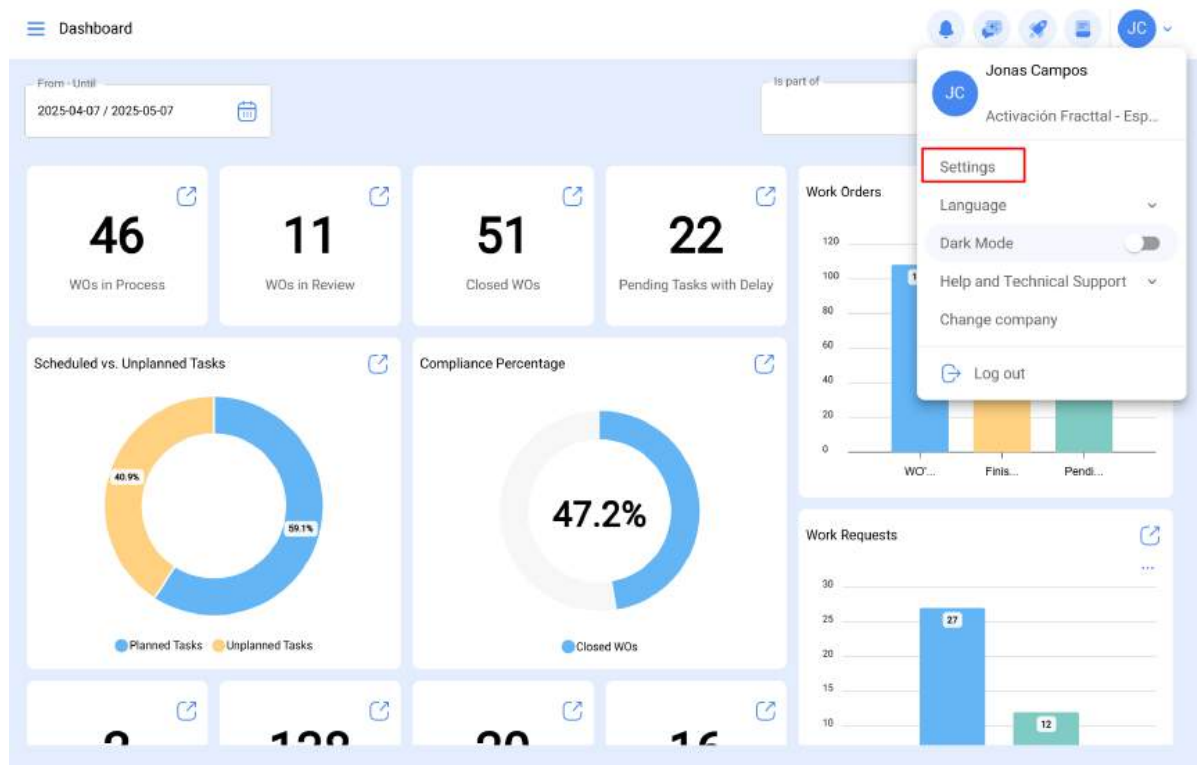 Dashboard
JC
From - Until
2025-04-07 / 2025-05-07
Is part of
JC
Jonas Campos
Activación Fracttal - Esp...
Settings
Language
Dark Mode
Help and Technical Support
Change company
Log out
46
WOs in Process
11
WOs in Review
51
Closed WOs
22
Pending Tasks with Delay
Work Orders
120
100
80
60
40
20
0
WO'...
Finis...
Pendi...
Scheduled vs. Unplanned Tasks
40.9%
59.1%
Planned Tasks
Unplanned Tasks
Compliance Percentage
47.2%
Closed WOs
Work Requests
...
30
25
20
15
10
27
12